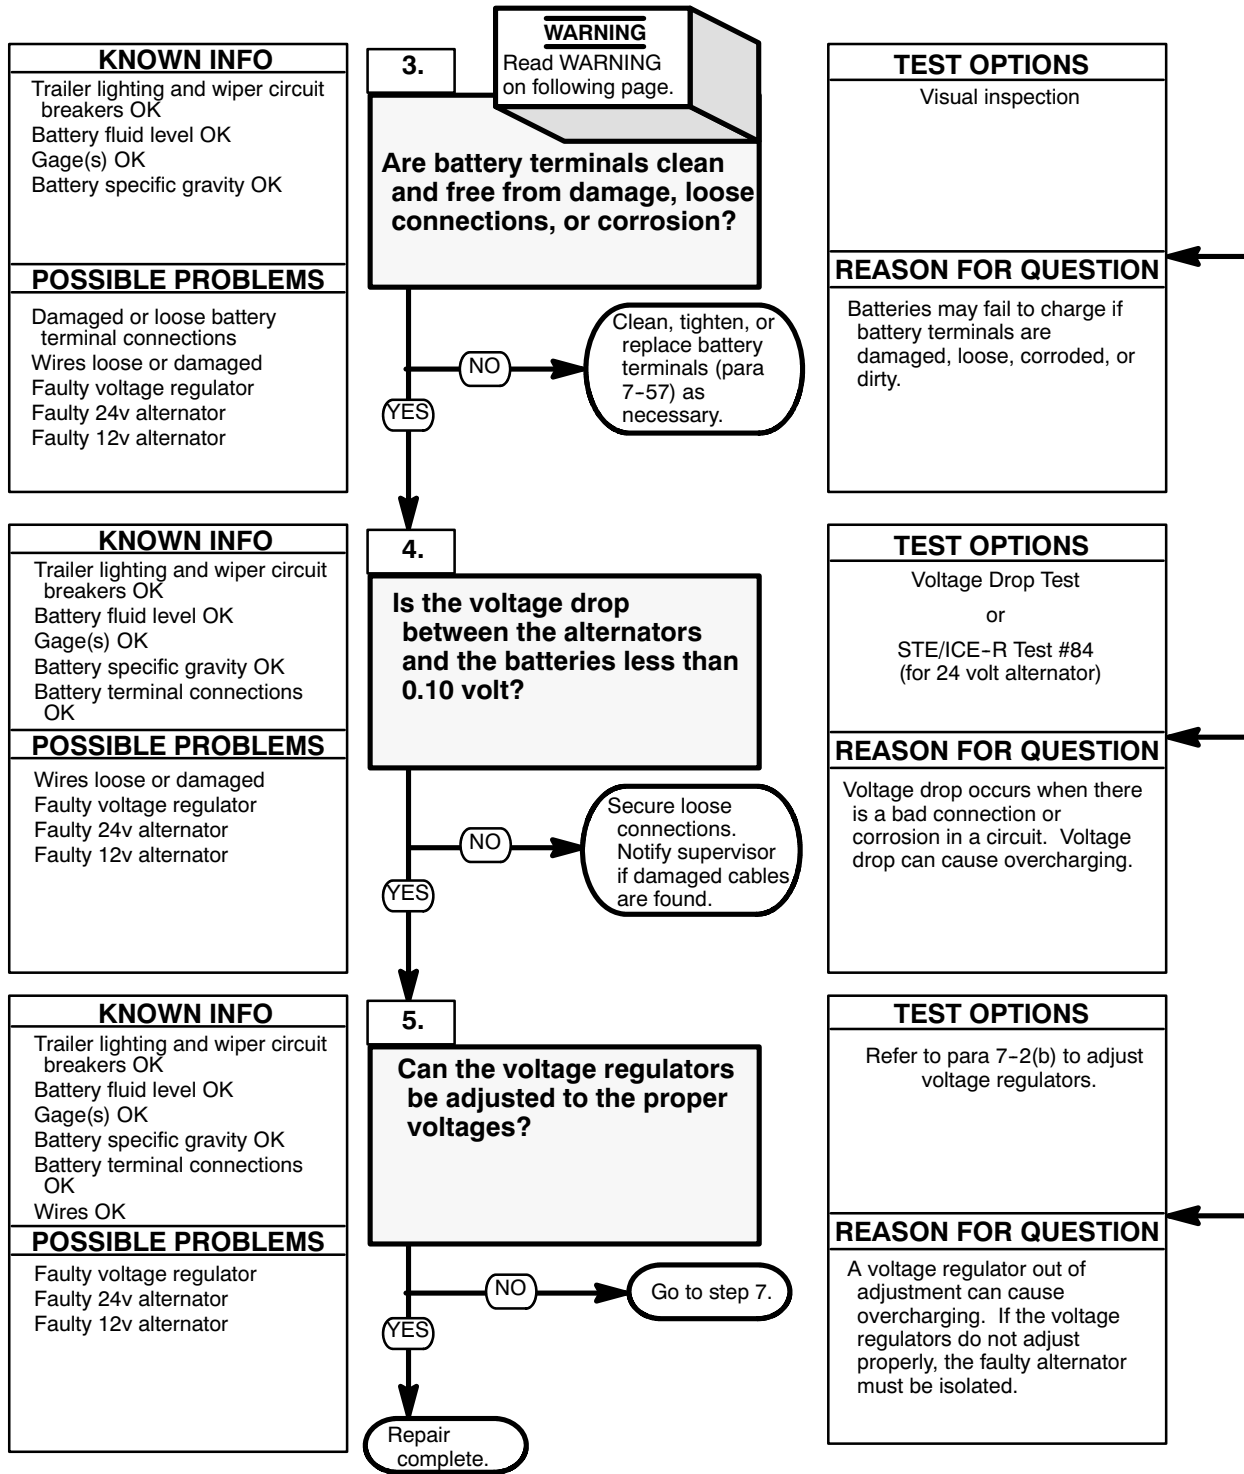 KNOWN INFO
Trailer lighting and wiper circuit
breakers OK
Battery fluid level OK
Gage(s) OK
Battery specific gravity OK
POSSIBLE PROBLEMS
Damaged or loose battery
terminal connections
Wires loose or damaged
Faulty voltage regulator
Faulty 24v alternator
Faulty 12v alternator
3.
WARNING
Read WARNING
on following page.
Are battery terminals clean
and free from damage, loose
connections, or corrosion?
NO
Clean, tighten, or
replace battery
terminals (para
7-57) as
necessary.
YES
TEST OPTIONS
Visual inspection
REASON FOR QUESTION
Batteries may fail to charge if
battery terminals are
damaged, loose, corroded, or
dirty.
KNOWN INFO
Trailer lighting and wiper circuit
breakers OK
Battery fluid level OK
Gage(s) OK
Battery specific gravity OK
Battery terminal connections
OK
POSSIBLE PROBLEMS
Wires loose or damaged
Faulty voltage regulator
Faulty 24v alternator
Faulty 12v alternator
4.
Is the voltage drop
between the alternators
and the batteries less than
0.10 volt?
NO
Secure loose
connections.
Notify supervisor
if damaged cables
are found.
YES
TEST OPTIONS
Voltage Drop Test
or
STE/ICE-R Test #84
(for 24 volt alternator)
REASON FOR QUESTION
Voltage drop occurs when there
is a bad connection or
corrosion in a circuit. Voltage
drop can cause overcharging.
KNOWN INFO
Trailer lighting and wiper circuit
breakers OK
Battery fluid level OK
Gage(s) OK
Battery specific gravity OK
Battery terminal connections
OK
Wires OK
POSSIBLE PROBLEMS
Faulty voltage regulator
Faulty 24v alternator
Faulty 12v alternator
5.
Can the voltage regulators
be adjusted to the proper
voltages?
NO
Go to step 7.
YES
Repair
complete.
TEST OPTIONS
Refer to para 7-2(b) to adjust
voltage regulators.
REASON FOR QUESTION
A voltage regulator out of
adjustment can cause
overcharging. If the voltage
regulators do not adjust
properly, the faulty alternator
must be isolated.